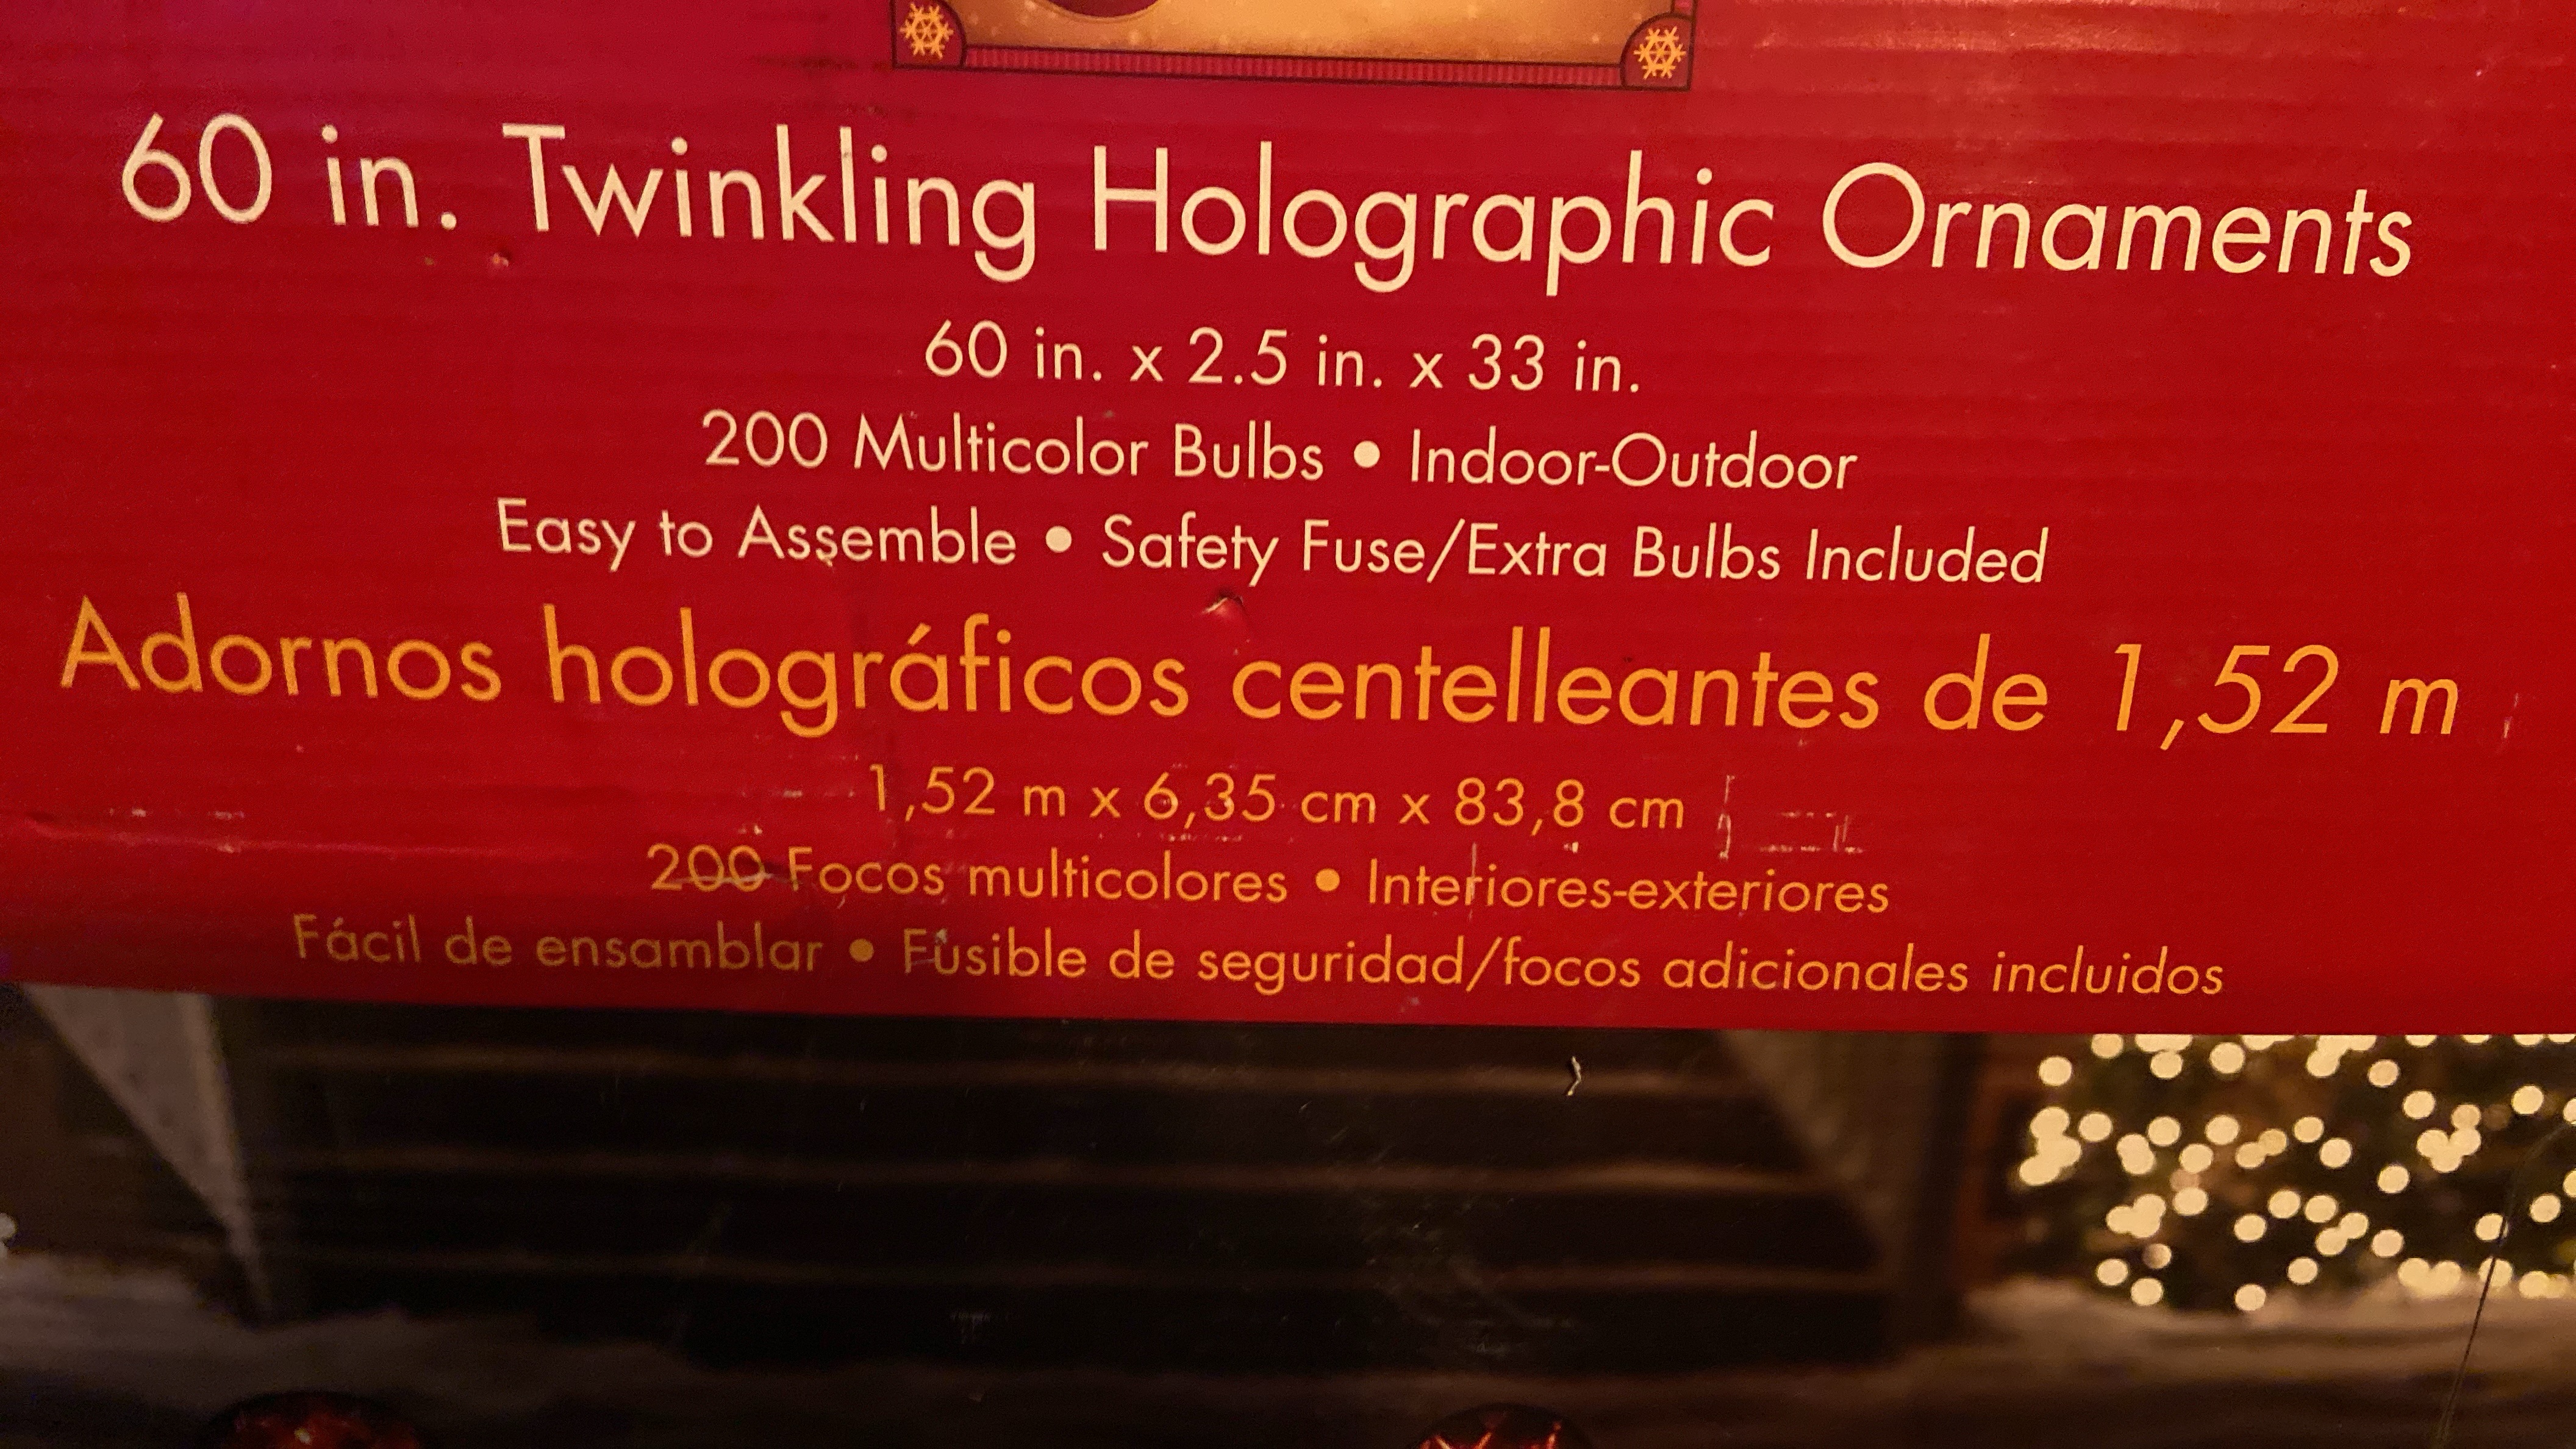 60 in. Twinkling Holographic Ornaments
60 in. x 2.5 in. x 33 in.
200 Multicolor Bulbs • Indoor-Outdoor
Easy to Assemble • Safety Fuse/Extra Bulbs Included
Adornos holográficos centelleantes de 1,52 m
1,52 m x 6,35 cm x 83,8 cm
200 Focos multicolores • Interiores-exteriores
Fácil de ensamblar • Fusible de seguridad/focos adicionales incluidos